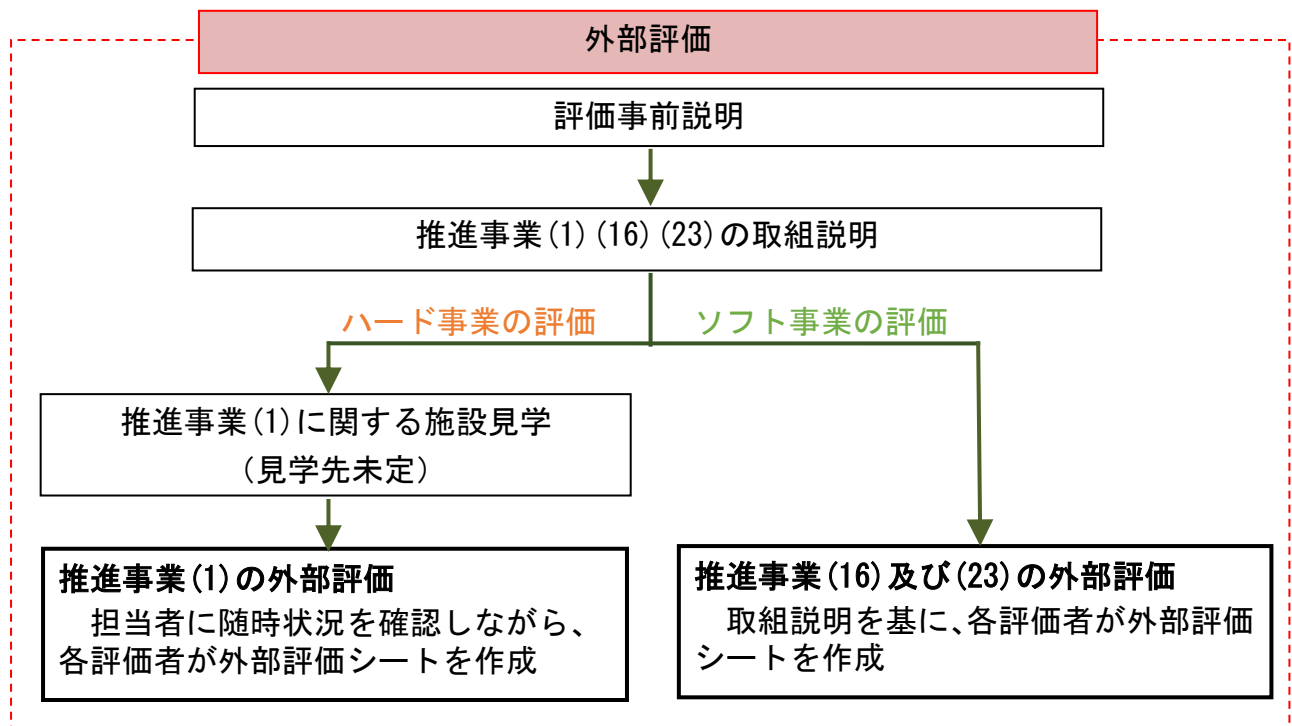 外部評価
評価事前説明
推進事業(1)(16)(23)の取組説明
ハード事業の評価
ソフト事業の評価
推進事業(1)に関する施設見学
(見学先未定)
推進事業(1)の外部評価
　担当者に随時状況を確認しながら、
各評価者が外部評価シートを作成
推進事業(16)及び(23)の外部評価
　取組説明を基に、各評価者が外部評価
シートを作成